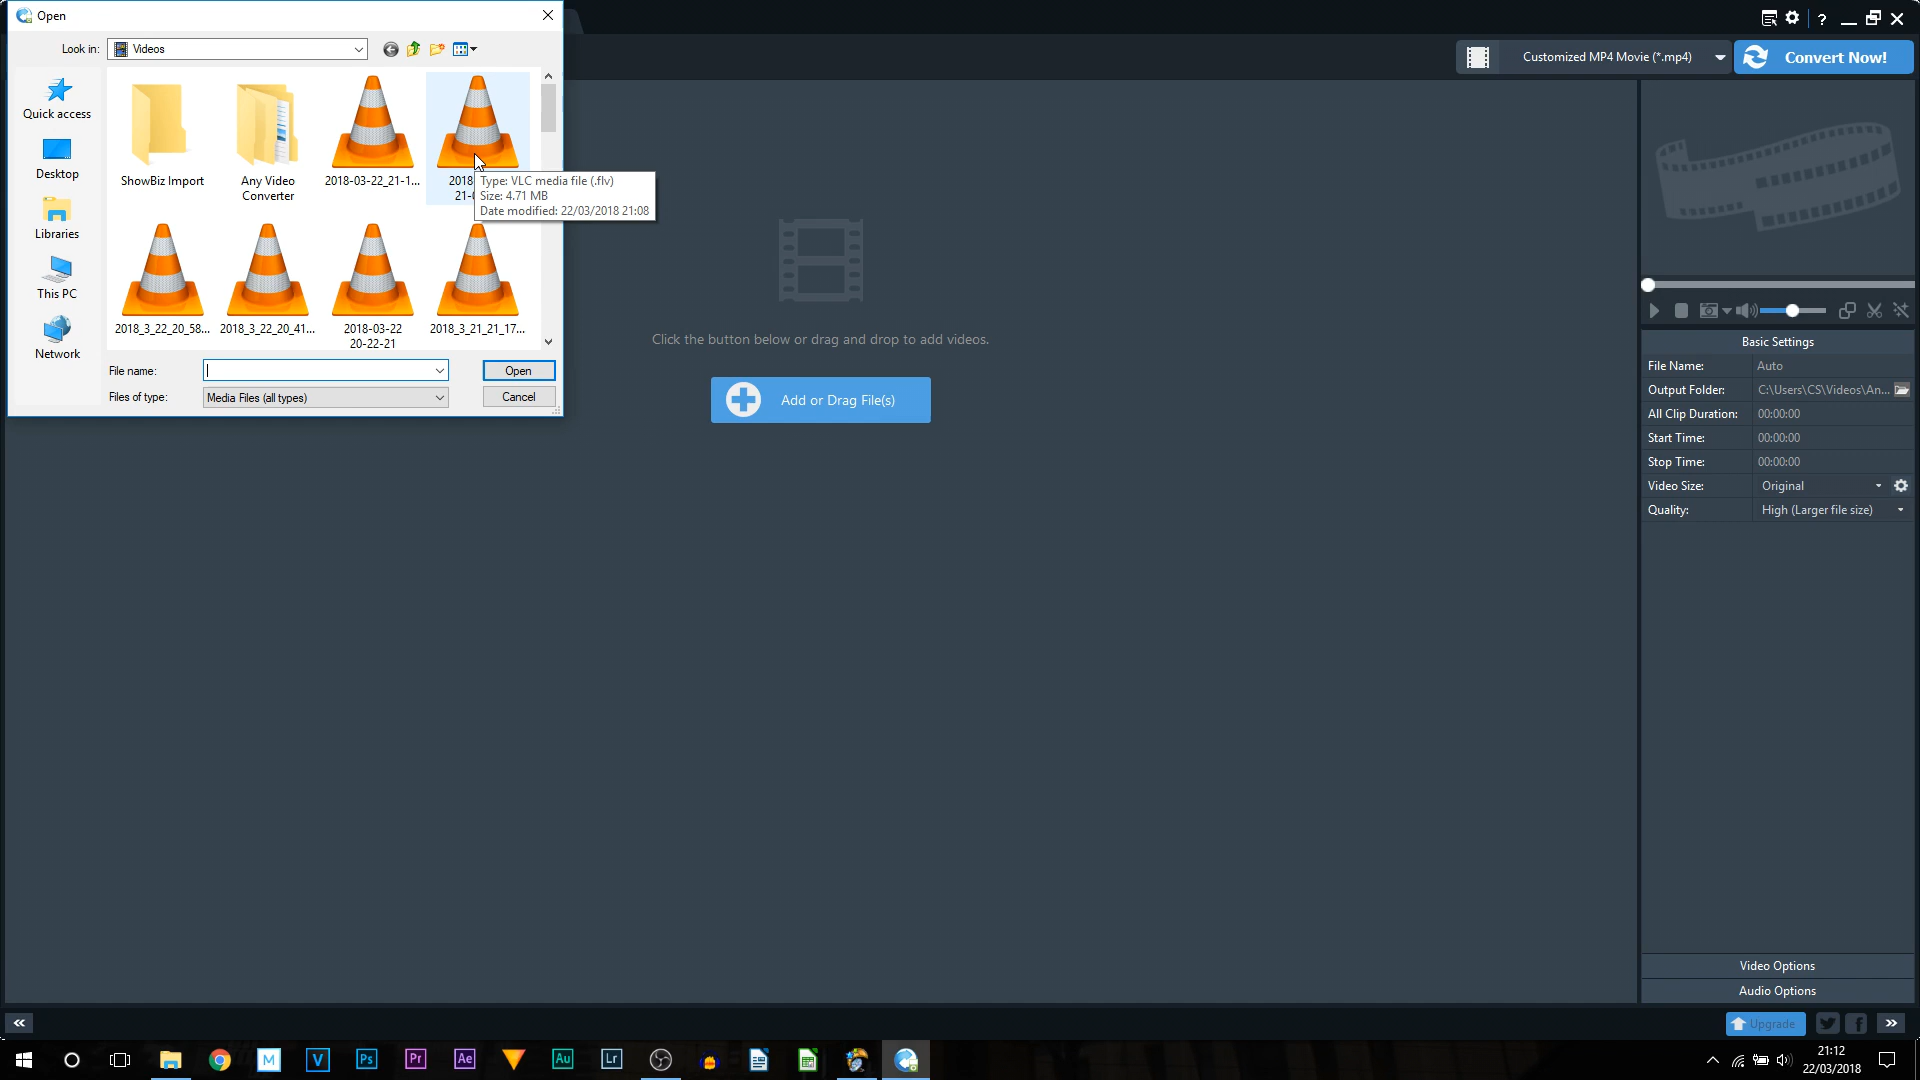 Open
Look in:
Videos
Customized MP4 Movie (*.mp4)
Convert Now!
Quick access
Desktop
Libraries
This PC
Network
ShowBiz Import
Any Video
Converter
2018-03-22_21-1...
2018-
21-0
Type: VLC media file (.flv)
Size: 4.71 MB
Date modified: 22/03/2018 21:08
2018_3_22_20_58...
2018_3_22_20_41...
2018-03-22
20-22-21
2018_3_21_21_17...
File name:
Open
Files of type:
Media Files (all types)
Cancel
Click the button below or drag and drop to add videos.
Add or Drag File(s)
Basic Settings
File Name: Auto
Output Folder: C:\Users\CS\Videos\An...
All Clip Duration: 00:00:00
Start Time: 00:00:00
Stop Time: 00:00:00
Video Size: Original
Quality: High (Larger file size)
Video Options
Audio Options
Upgrade
M
V
Ps
Pr
Ae
Au
Lr
21:12
22/03/2018